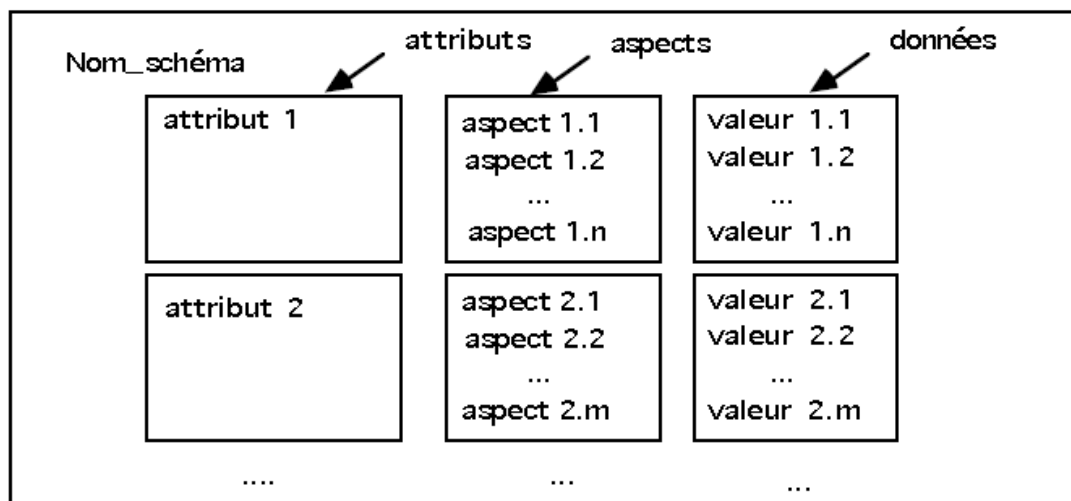 attributs aspects données
Nom_schéma
attribut 1 aspect 1.1 valeur 1.1
aspect 1.2 valeur 1.2
... ...
aspect 1.n valeur 1.n
attribut 2 aspect 2.1 valeur 2.1
aspect 2.2 valeur 2.2
... ...
aspect 2.m valeur 2.m
.... ... ...